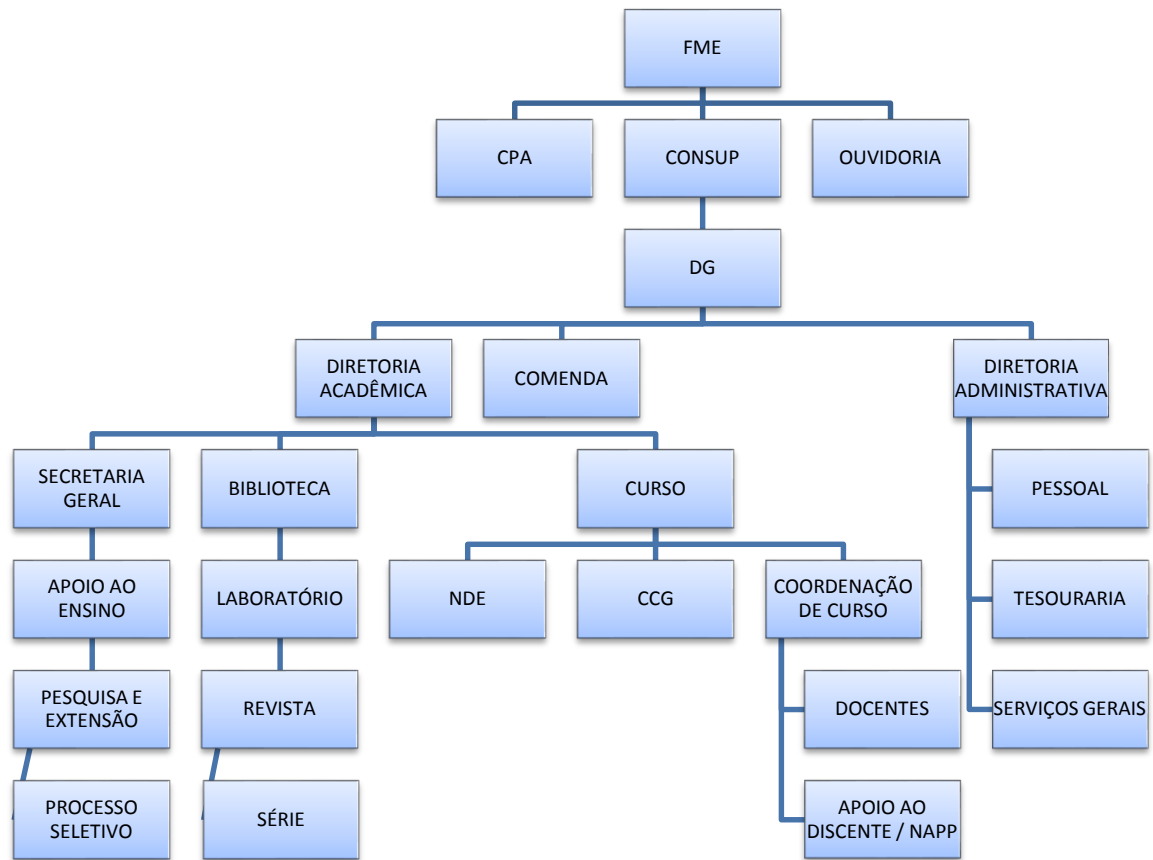 FME
CPA
CONSUP
OUVIDORIA
DG
DIRETORIA
ACADÊMICA
COMENDA
DIRETORIA
ADMINISTRATIVA
SECRETARIA
GERAL
BIBLIOTECA
CURSO
PESSOAL
APOIO AO
ENSINO
LABORATÓRIO
NDE
CCG
COORDENAÇÃO
DE CURSO
TESOURARIA
PESQUISA E
EXTENSÃO
REVISTA
DOCENTES
SERVIÇOS GERAIS
PROCESSO
SELETIVO
SÉRIE
APOIO AO
DISCENTE / NAPP